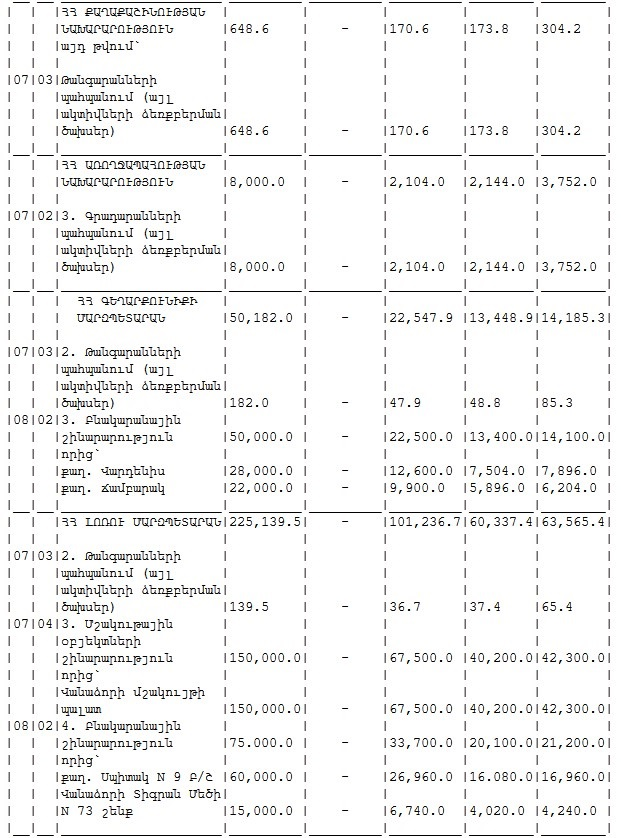 ՀՀ ՔԱՂԱՔԱՇԻՆՈՒԹՅԱՆ
ՆԱԽԱՐԱՐՈՒԹՅՈՒՆ |648.6 | - |170.6 |173.8 |304.2
այդ թվում՝
|07|03|Թանգարանների
պահպանում (այլ
ակտիվների ձեռքբերման
ծախսեր) |648.6 | - |170.6 |173.8 |304.2
ՀՀ ԱՌՈՂՋԱՊԱՀՈՒԹՅԱՆ
ՆԱԽԱՐԱՐՈՒԹՅՈՒՆ |8,000.0 | - |2,104.0 |2,144.0 |3,752.0
|07|02|3. Գրադարանների
պահպանում (այլ
ակտիվների ձեռքբերման
ծախսեր) |8,000.0 | - |2,104.0 |2,144.0 |3,752.0
ՀՀ ԳԵՂԱՐՔՈՒՆԻՔԻ
ՄԱՐԶՊԵՏԱՐԱՆ |50,182.0 | - |22,547.9 |13,448.9|14,185.3|
|07|03|2. Թանգարանների
պահպանում (այլ
ակտիվների ձեռքբերման
ծախսեր) |182.0 | - |47.9 |48.8 |85.3
|08|02|3. Բնակարանային
շինարարություն |50,000.0 | - |22,500.0 |13,400.0|14,100.0|
որից՝
քաղ. Վարդենիս |28,000.0 | - |12,600.0 |7,504.0 |7,896.0
քաղ. Ճամբարակ |22,000.0 | - |9,900.0 |5,896.0 |6,204.0
ՀՀ ԼՈՌՈՒ ՄԱՐԶՊԵՏԱՐԱՆ|225,139.5| - |101,236.7|60,337.4|63,565.4|
|07|03|2. Թանգարանների
պահպանում (այլ
ակտիվների ձեռքբերման
ծախսեր) |139.5 | - |36.7 |37.4 |65.4
|07|04|3. Մշակութային
օբյեկտների
շինարարություն |150,000.0| - |67,500.0 |40,200.0|42,300.0|
որից՝
Վանաձորի մշակույթի
պալատ |150,000.0| - |67,500.0 |40,200.0|42,300.0|
|08|02|4. Բնակարանային
շինարարություն |75.000.0 | - |33,700.0 |20,100.0|21,200.0|
որից՝
քաղ. Սպիտակ N 9 Բ/Շ |60,000.0 | - |26,960.0 |16.080.0|16,960.0|
Վանաձորի Տիգրան Մեծի
N 73 շենք |15,000.0 | - |6,740.0 |4,020.0 |4,240.0